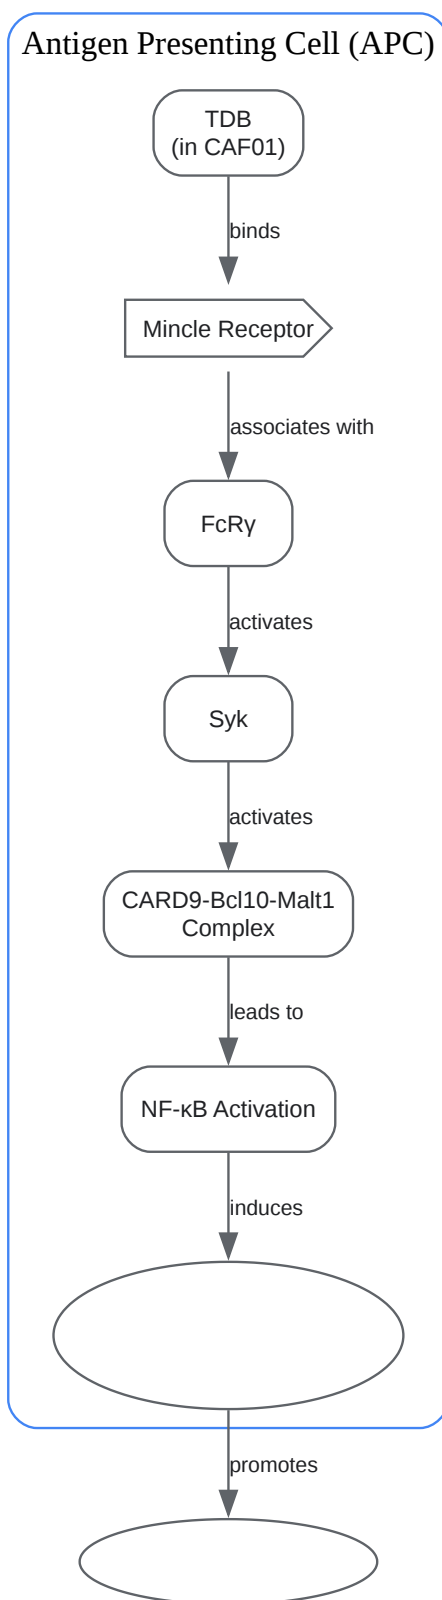 Antigen Presenting Cell (APC)
TDB
(in CAF01)
binds
Mincle Receptor
associates with
FcRγ
activates
Syk
activates
CARD9-Bcl10-Malt1
Complex
leads to
NF-κB Activation
induces
promotes